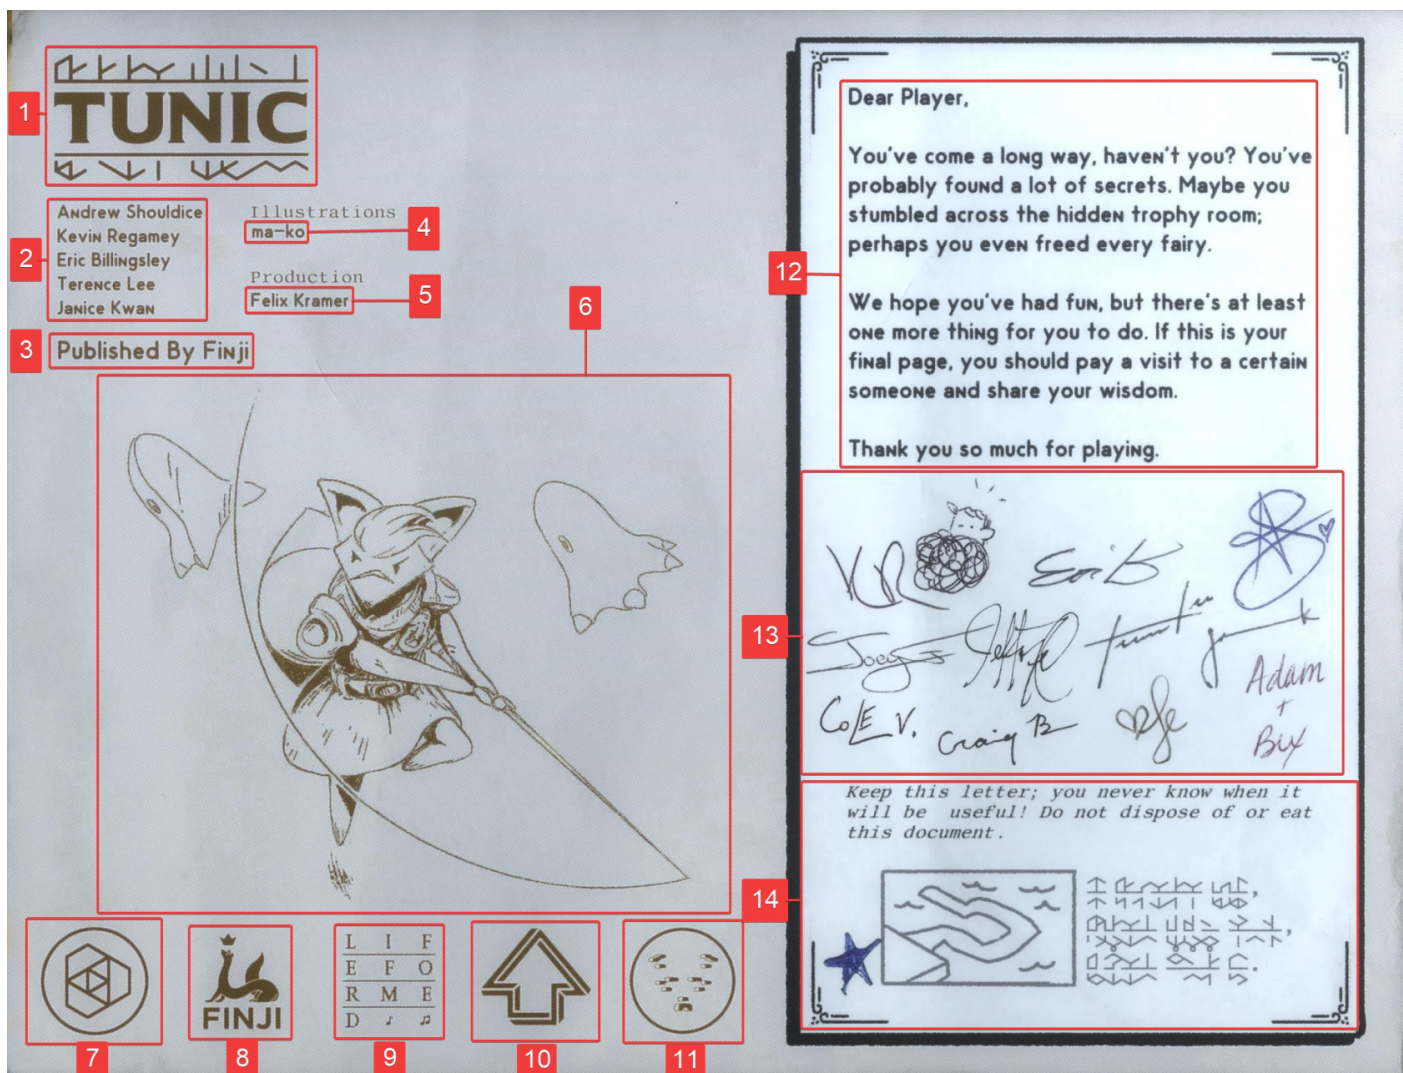 1
TUNIC
2
Andrew Shouldice
Kevin Regamey
Eric Billingsley
Terence Lee
Janice Kwan
3
Published By Finji
Illustrations
ma-ko
4
Production
Felix Kramer
5
6
7
FINJI
8
L I F
E F O
R M E
D ♪ ♫
9
10
11
12
Dear Player,
You've come a long way, haven't you? You've
probably found a lot of secrets. Maybe you
stumbled across the hidden trophy room;
perhaps you even freed every fairy.
We hope you've had fun, but there's at least
one more thing for you to do. If this is your
final page, you should pay a visit to a certain
someone and share your wisdom.
Thank you so much for playing.
13
KR
Eric B
Joey
Cole V.
Craig B
Adam
+
Bex
14
Keep this letter; you never know when it
will be useful! Do not dispose of or eat
this document.